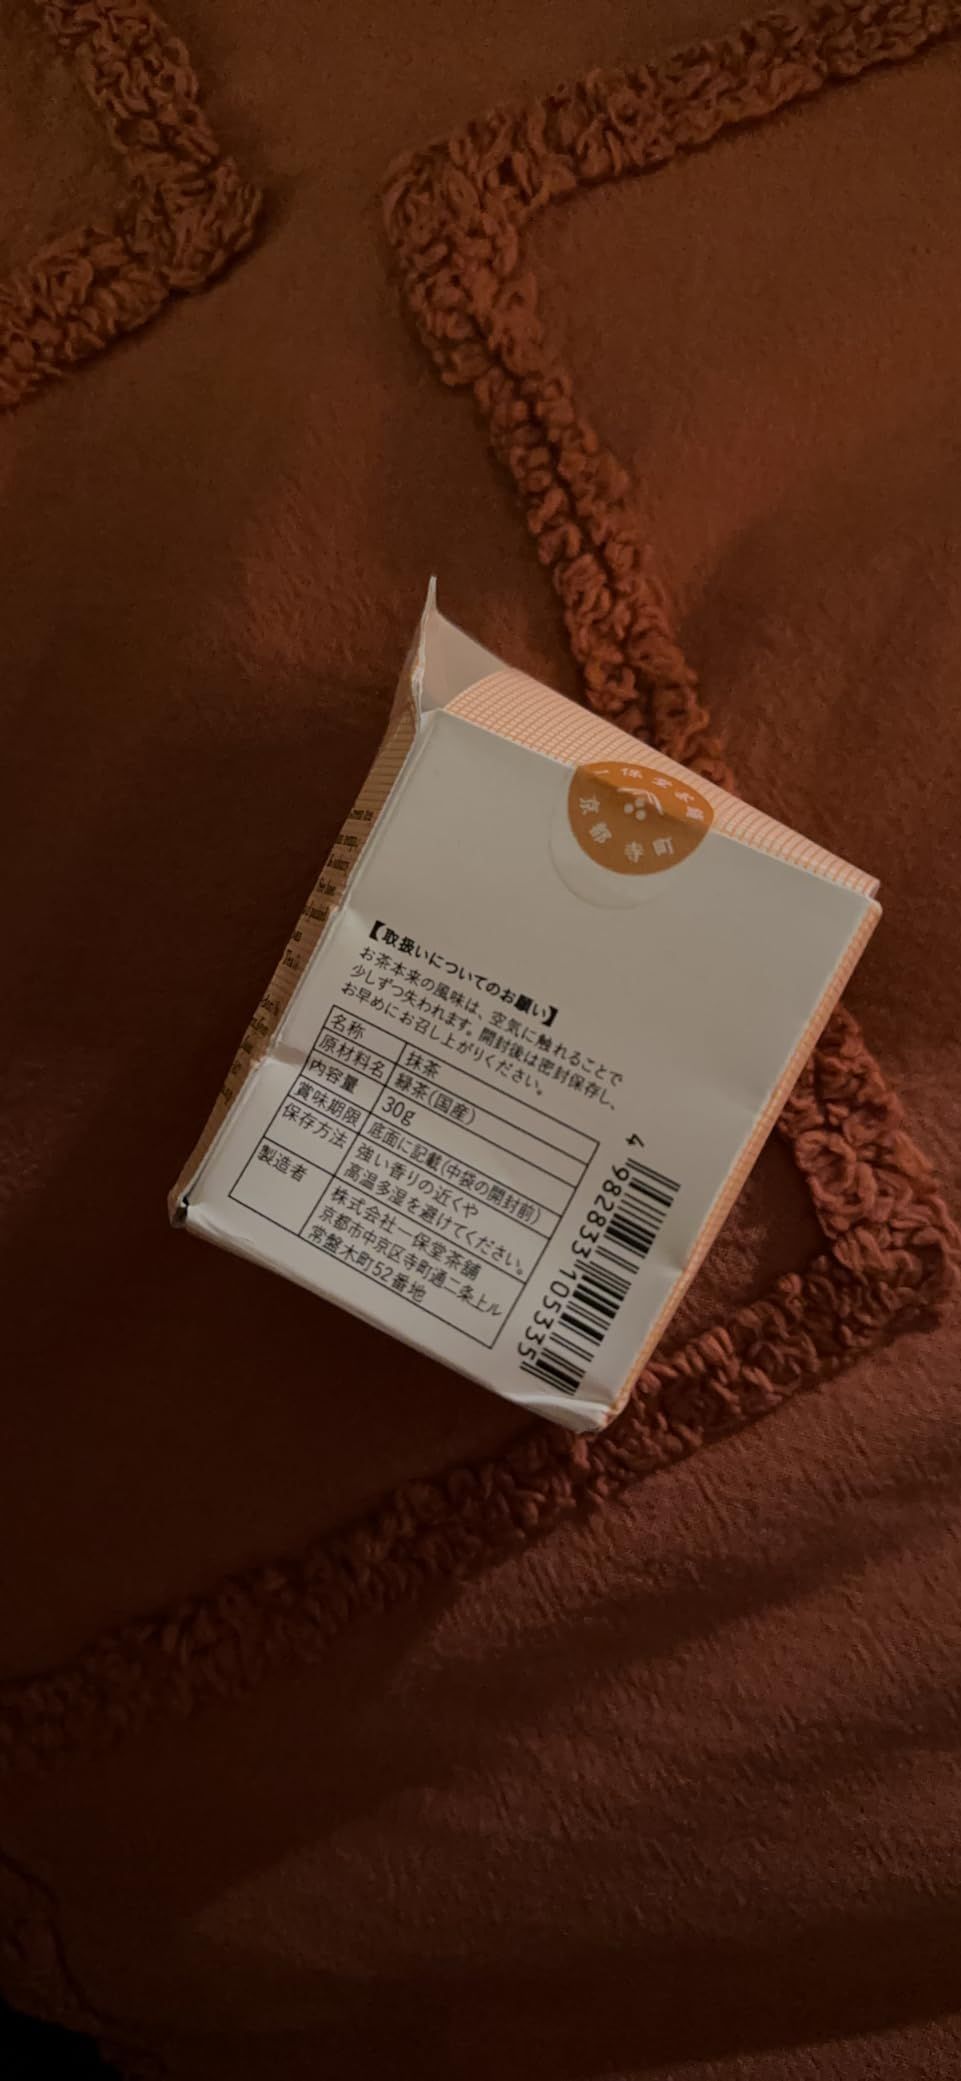 一保堂茶舗
京都寺町
【取扱いについてのお願い】
お茶本来の風味は、空気に触れることで
少しずつ失われます。開封後は密封保存し、
お早めにお召し上がりください。
名称 抹茶
原材料名 緑茶(国産)
内容量 30g
賞味期限 底面に記載(中袋の開封前)
保存方法 強い香りの近くや
高温多湿を避けてください。
製造者 株式会社一保堂茶舗
京都市中京区寺町通二条上ル
常盤木町52番地
4 982833 105335